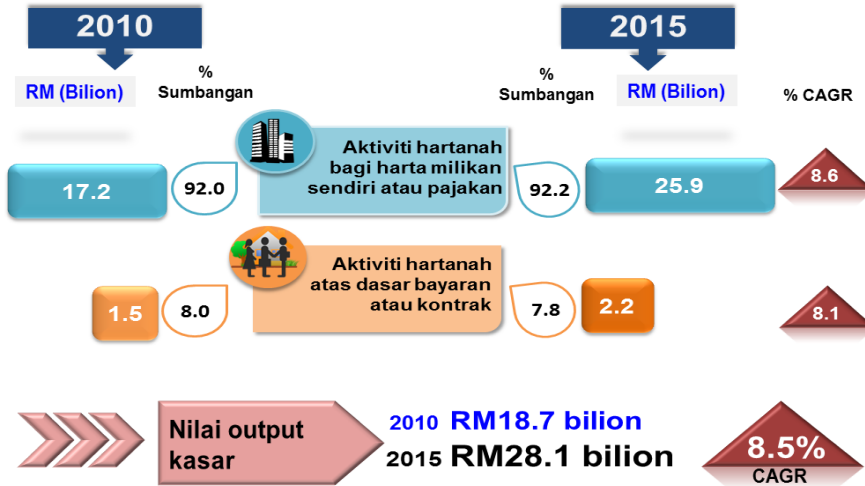 2010
2015
RM (Bilion)
%
Sumbangan
%
Sumbangan
RM (Bilion)
% CAGR
17.2
92.0
Aktiviti hartanah
bagi harta milikan
sendiri atau pajakan
92.2
25.9
8.6
1.5
8.0
Aktiviti hartanah
atas dasar bayaran
atau kontrak
7.8
2.2
8.1
Nilai output
kasar
2010 RM18.7 bilion
2015 RM28.1 bilion
8.5%
CAGR